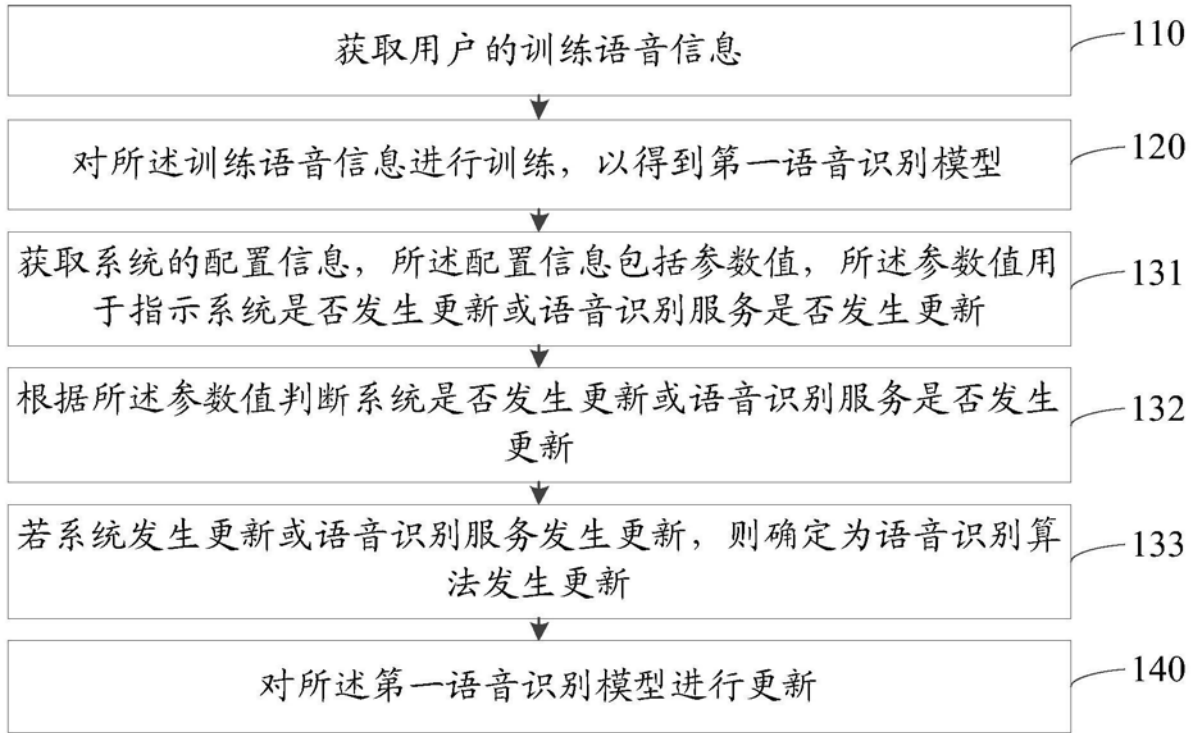 获取用户的训练语音信息
110
对所述训练语音信息进行训练，以得到第一语音识别模型
120
获取系统的配置信息，所述配置信息包括参数值，所述参数值用
于指示系统是否发生更新或语音识别服务是否发生更新
131
根据所述参数值判断系统是否发生更新或语音识别服务是否发生
更新
132
若系统发生更新或语音识别服务发生更新，则确定为语音识别算
法发生更新
133
对所述第一语音识别模型进行更新
140